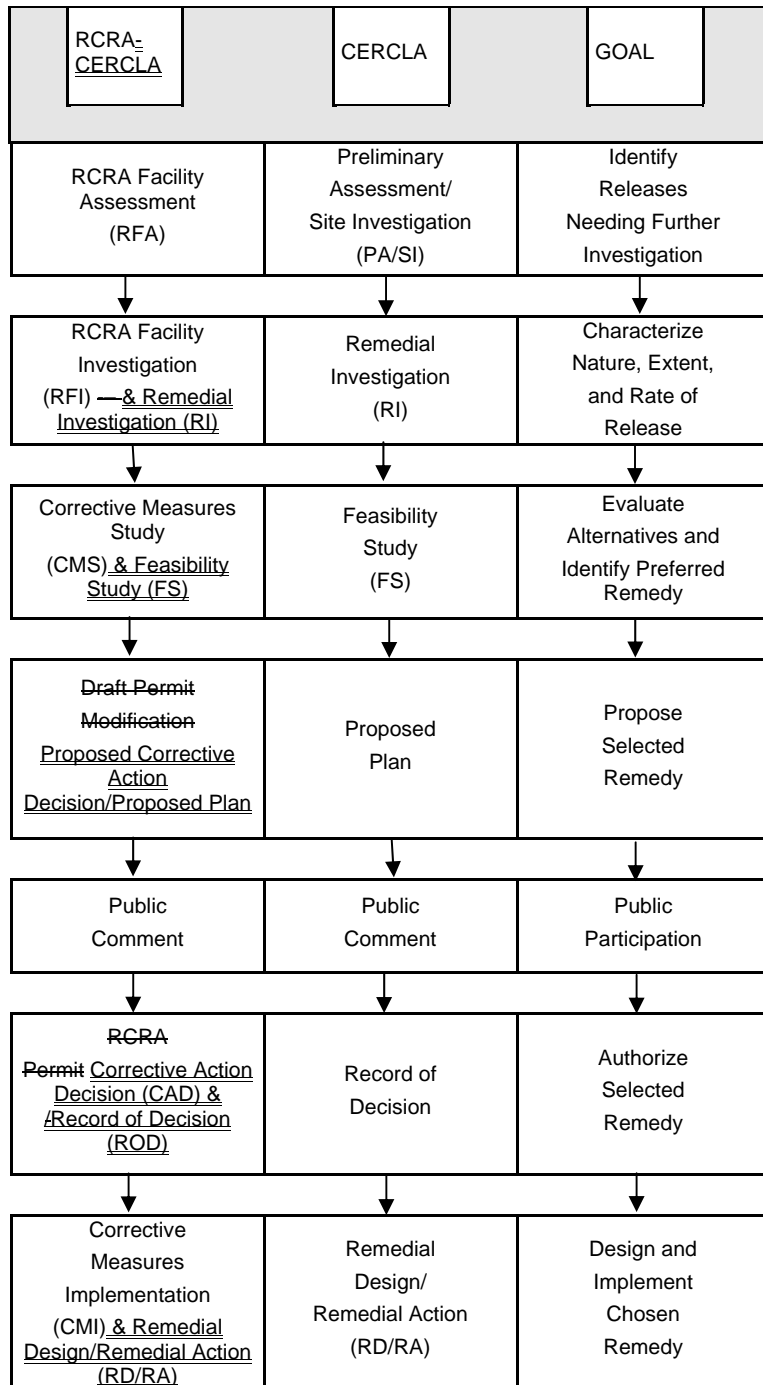 RCRA-
CERCLA
CERCLA
GOAL
RCRA Facility
Assessment
(RFA)
Preliminary
Assessment/
Site Investigation
(PA/SI)
Identify
Releases
Needing Further
Investigation
RCRA Facility
Investigation
(RFI) — & Remedial
Investigation (RI)
Remedial
Investigation
(RI)
Characterize
Nature, Extent,
and Rate of
Release
Corrective Measures
Study
(CMS) & Feasibility
Study (FS)
Feasibility
Study
(FS)
Evaluate
Alternatives and
Identify Preferred
Remedy
Draft Permit
Modification
Proposed Corrective
Action
Decision/Proposed Plan
Proposed
Plan
Propose
Selected
Remedy
Public
Comment
Public
Comment
Public
Participation
RCRA
Permit Corrective Action
Decision (CAD) &
/Record of Decision
(ROD)
Record of
Decision
Authorize
Selected
Remedy
Corrective
Measures
Implementation
(CMI) & Remedial
Design/Remedial Action
(RD/RA)
Remedial
Design/
Remedial Action
(RD/RA)
Design and
Implement
Chosen
Remedy